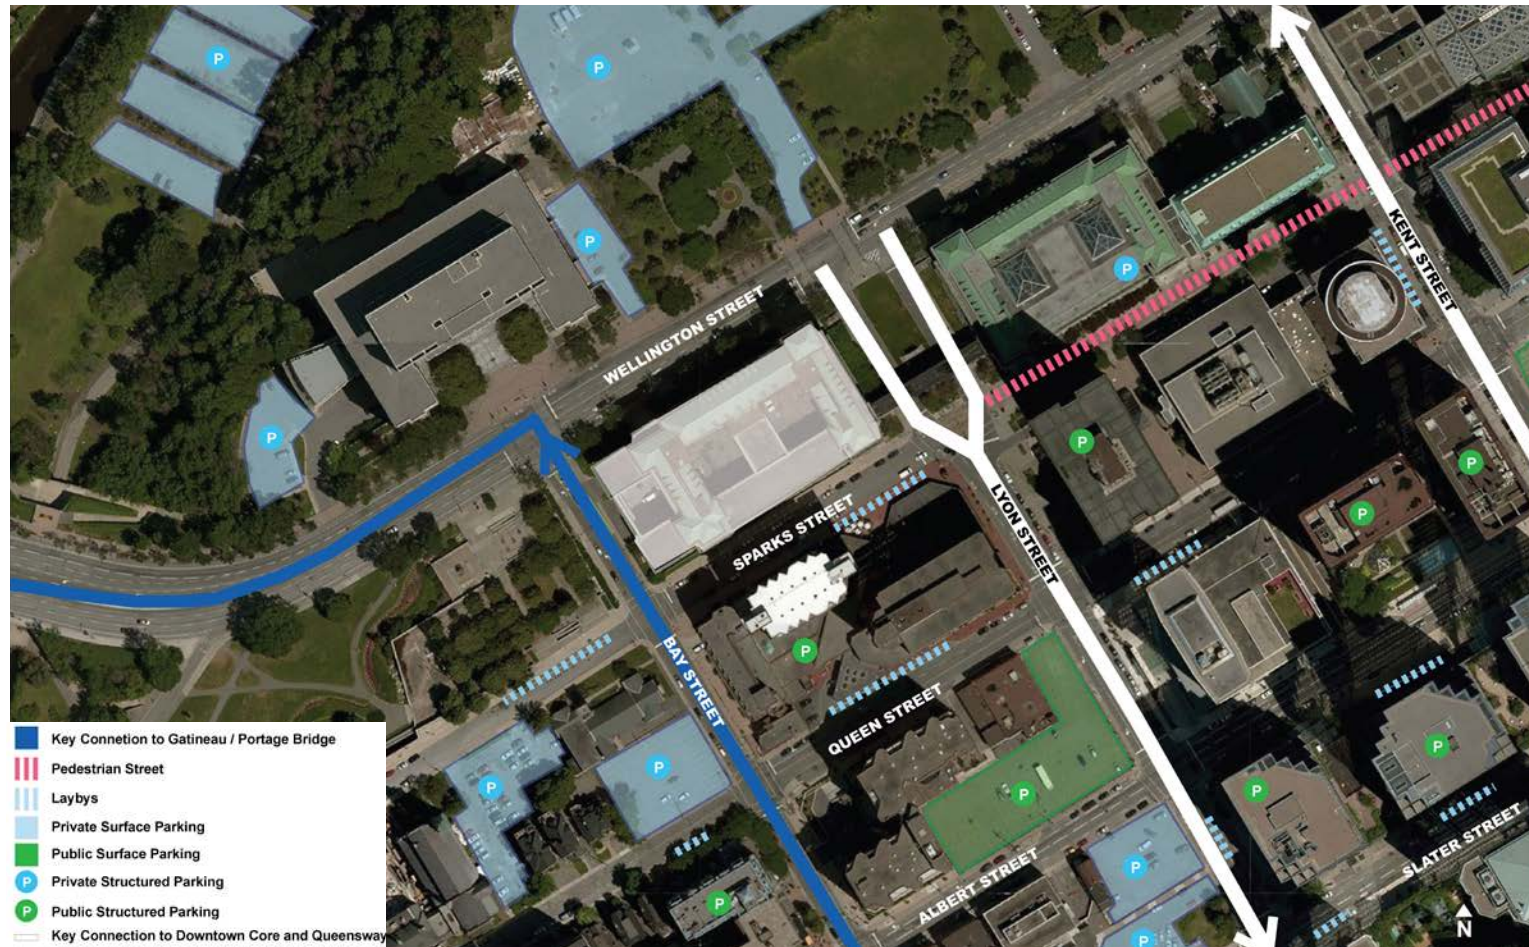 P
P
KENT STREET
P
P
WELLINGTON STREET
P
P
P
LYON STREET
P
SPARKS STREET
P
BAY STREET
P
QUEEN STREET
P
P
P
P
P
P
SLATER STREET
ALBERT STREET
P
P
P
N
Key Connetion to Gatineau / Portage Bridge
Pedestrian Street
Laybys
Private Surface Parking
Public Surface Parking
P Private Structured Parking
P Public Structured Parking
Key Connection to Downtown Core and Queensway